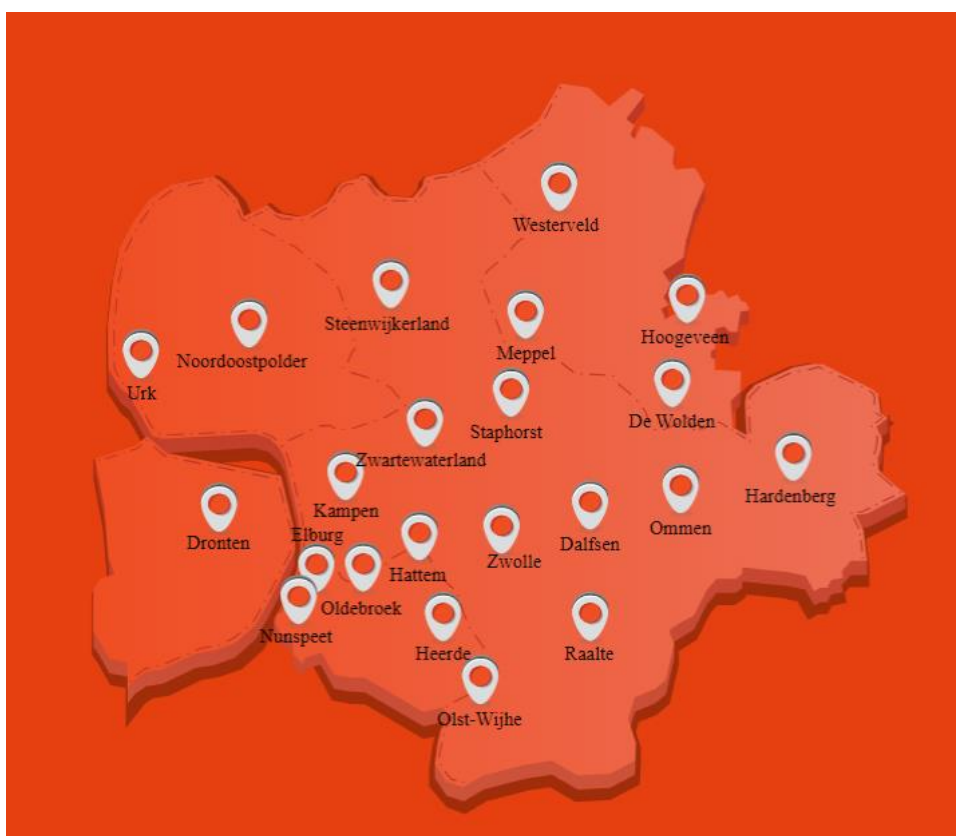 Westerveld
Steenwijkerland
Hoogeveen
Meppel
Noordoostpolder
Urk
De Wolden
Staphorst
Zwartewaterland
Hardenberg
Kampen
Ommen
Elburg
Dronten
Dalfsen
Zwolle
Hattem
Oldebroek
Nunspeet
Heerde
Raalte
Olst-Wijhe